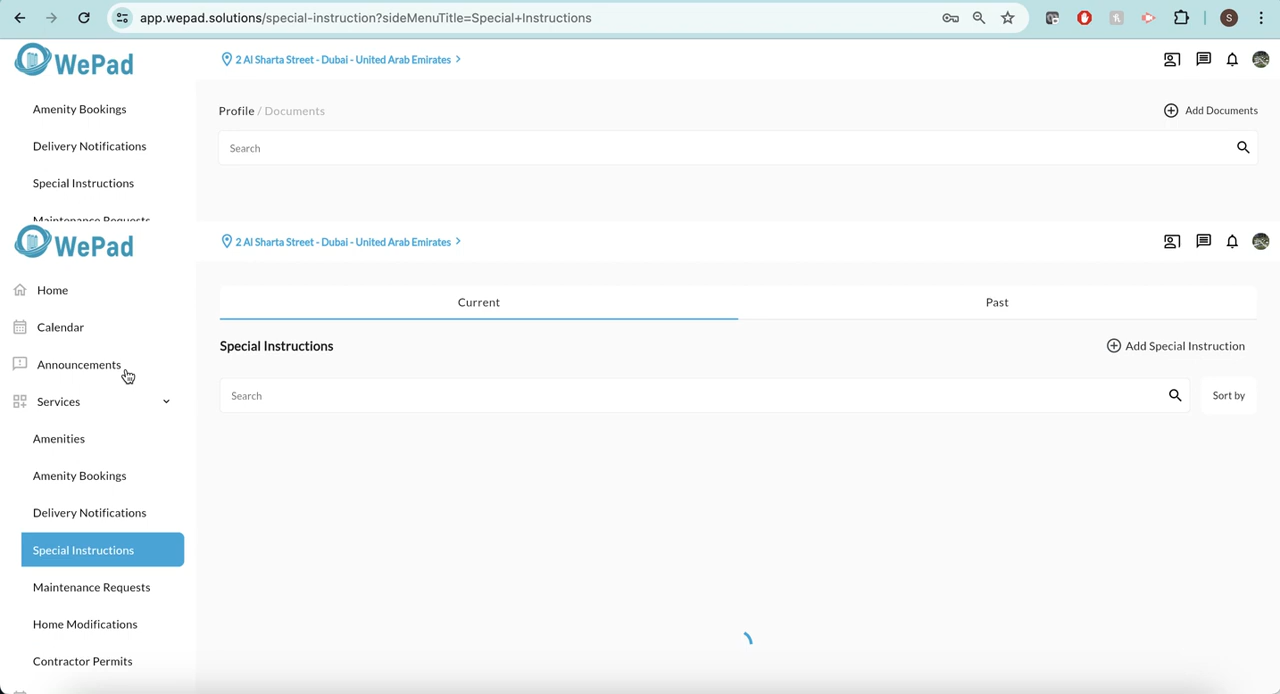 app.wepad.solutions/special-instruction?sideMenuTitle=Special+Instructions
S
WePad
2 Al Sharta Street - Dubai - United Arab Emirates
Amenity Bookings
Profile / Documents
Add Documents
Delivery Notifications
Search
Special Instructions
Maintenance Requests
WePad
2 Al Sharta Street - Dubai - United Arab Emirates
Home
Current
Past
Calendar
Special Instructions
Add Special Instruction
Announcements
Services
Search
Sort by
Amenities
Amenity Bookings
Delivery Notifications
Special Instructions
Maintenance Requests
Home Modifications
Contractor Permits